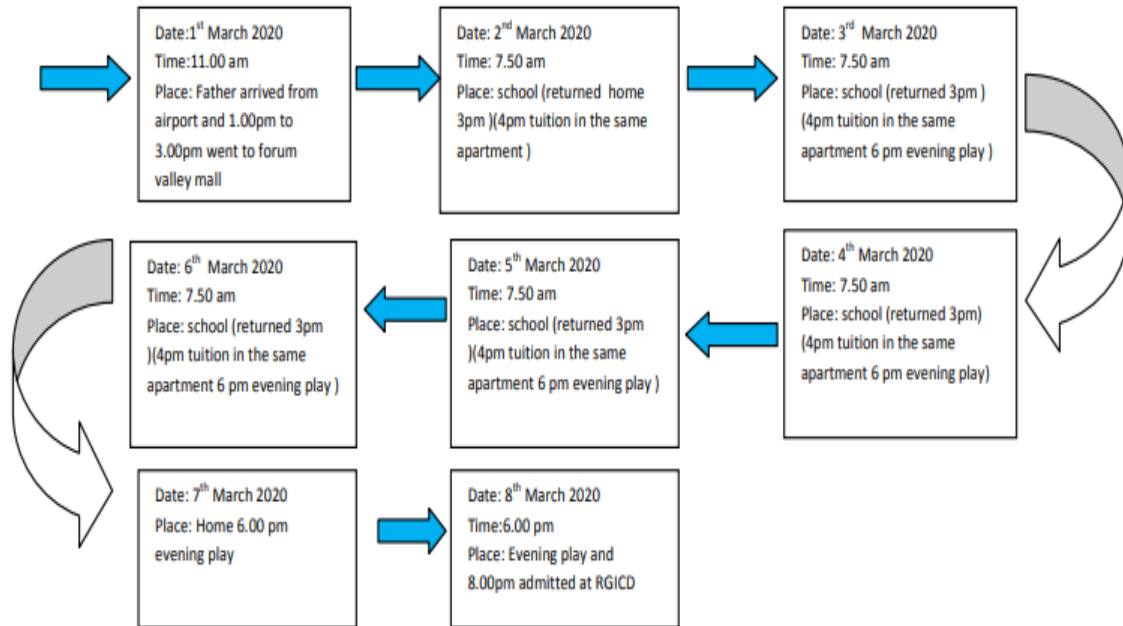 Date:1st March 2020
Time:11.00 am
Place: Father arrived from
airport and 1.00pm to
3.00pm went to forum
valley mall
Date: 2nd March 2020
Time: 7.50 am
Place: school (returned home
3pm )(4pm tuition in the same
apartment )
Date: 3rd March 2020
Time: 7.50 am
Place: school (returned 3pm )
(4pm tuition in the same
apartment 6 pm evening play )
Date: 4th March 2020
Time: 7.50 am
Place: school (returned 3pm)
(4pm tuition in the same
apartment 6 pm evening play)
Date: 5th March 2020
Time: 7.50 am
Place: school (returned 3pm
)(4pm tuition in the same
apartment 6 pm evening play )
Date: 6th March 2020
Time: 7.50 am
Place: school (returned 3pm
)(4pm tuition in the same
apartment 6 pm evening play )
Date: 7th March 2020
Place: Home 6.00 pm
evening play
Date: 8th March 2020
Time:6.00 pm
Place: Evening play and
8.00pm admitted at RGICD